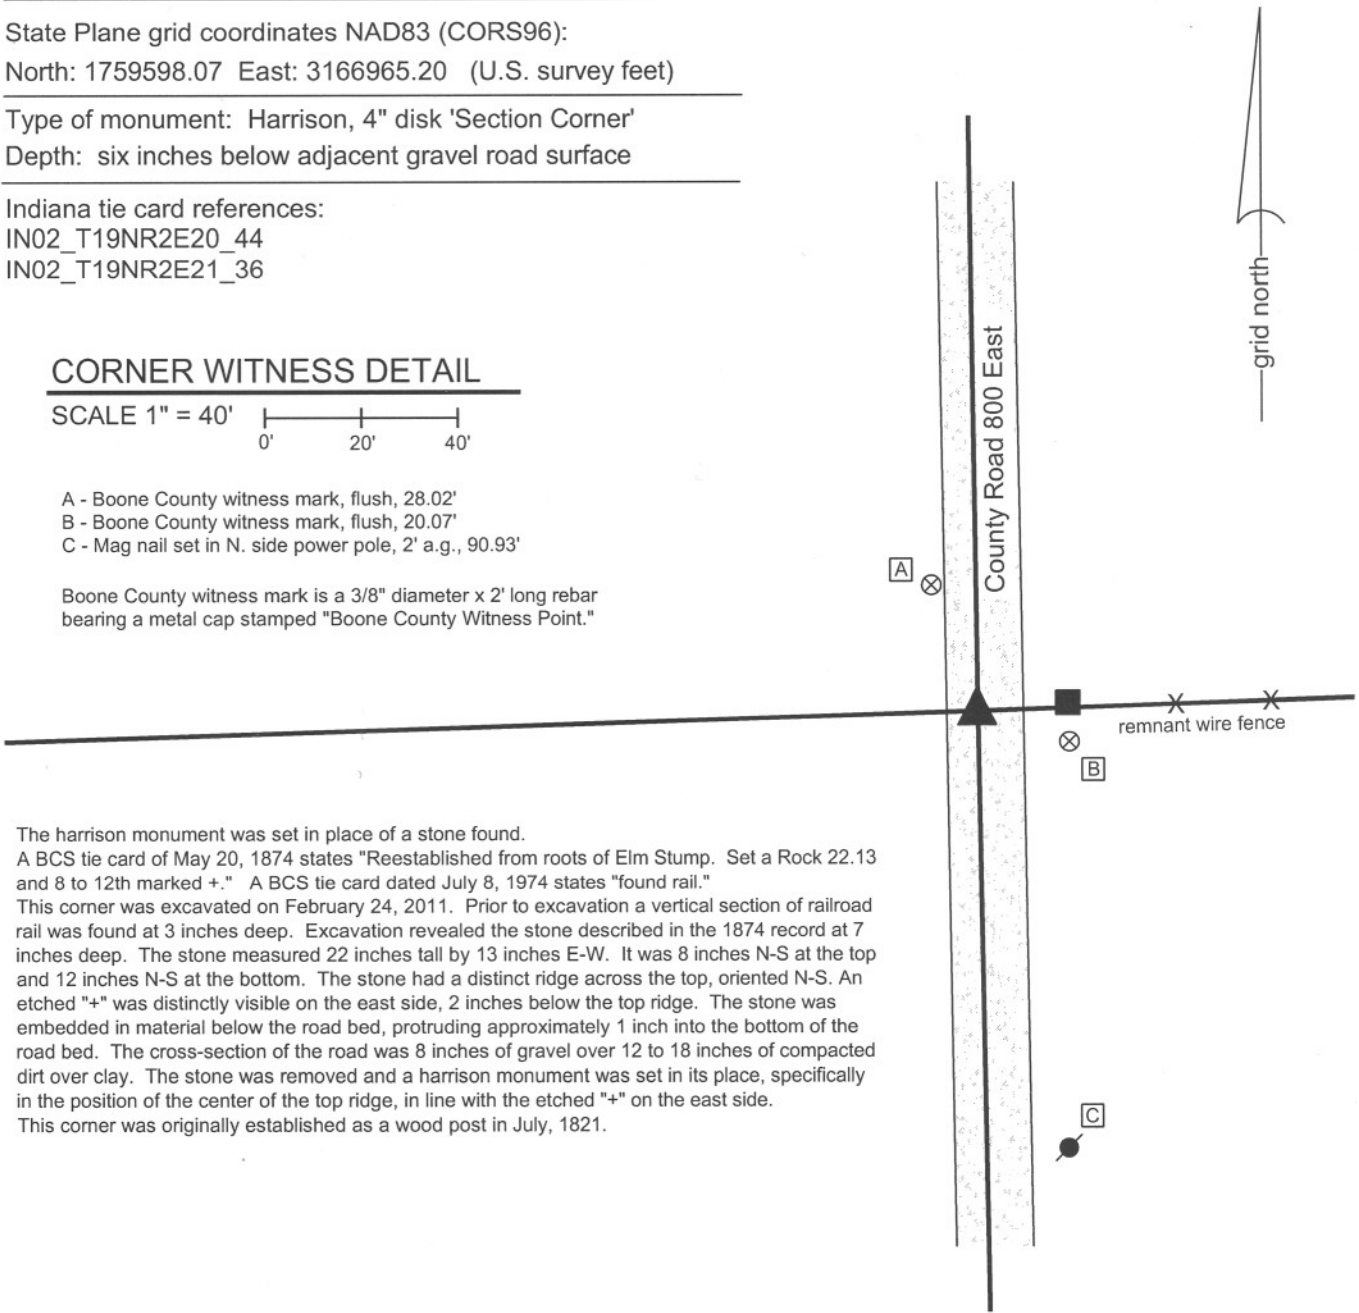 State Plane grid coordinates NAD83 (CORS96):
North: 1759598.07 East: 3166965.20 (U.S. survey feet)
Type of monument: Harrison, 4" disk 'Section Corner'
Depth: six inches below adjacent gravel road surface
Indiana tie card references:
IN02_T19NR2E20_44
IN02_T19NR2E21_36
CORNER WITNESS DETAIL
SCALE 1" = 40'
0' 20' 40'
A - Boone County witness mark, flush, 28.02'
B - Boone County witness mark, flush, 20.07'
C - Mag nail set in N. side power pole, 2' a.g., 90.93'
Boone County witness mark is a 3/8" diameter x 2' long rebar
bearing a metal cap stamped "Boone County Witness Point."
grid north
County Road 800 East
A
remnant wire fence
B
C
The harrison monument was set in place of a stone found.
A BCS tie card of May 20, 1874 states "Reestablished from roots of Elm Stump. Set a Rock 22.13
and 8 to 12th marked +." A BCS tie card dated July 8, 1974 states "found rail."
This corner was excavated on February 24, 2011. Prior to excavation a vertical section of railroad
rail was found at 3 inches deep. Excavation revealed the stone described in the 1874 record at 7
inches deep. The stone measured 22 inches tall by 13 inches E-W. It was 8 inches N-S at the top
and 12 inches N-S at the bottom. The stone had a distinct ridge across the top, oriented N-S. An
etched "+" was distinctly visible on the east side, 2 inches below the top ridge. The stone was
embedded in material below the road bed, protruding approximately 1 inch into the bottom of the
road bed. The cross-section of the road was 8 inches of gravel over 12 to 18 inches of compacted
dirt over clay. The stone was removed and a harrison monument was set in its place, specifically
in the position of the center of the top ridge, in line with the etched "+" on the east side.
This corner was originally established as a wood post in July, 1821.